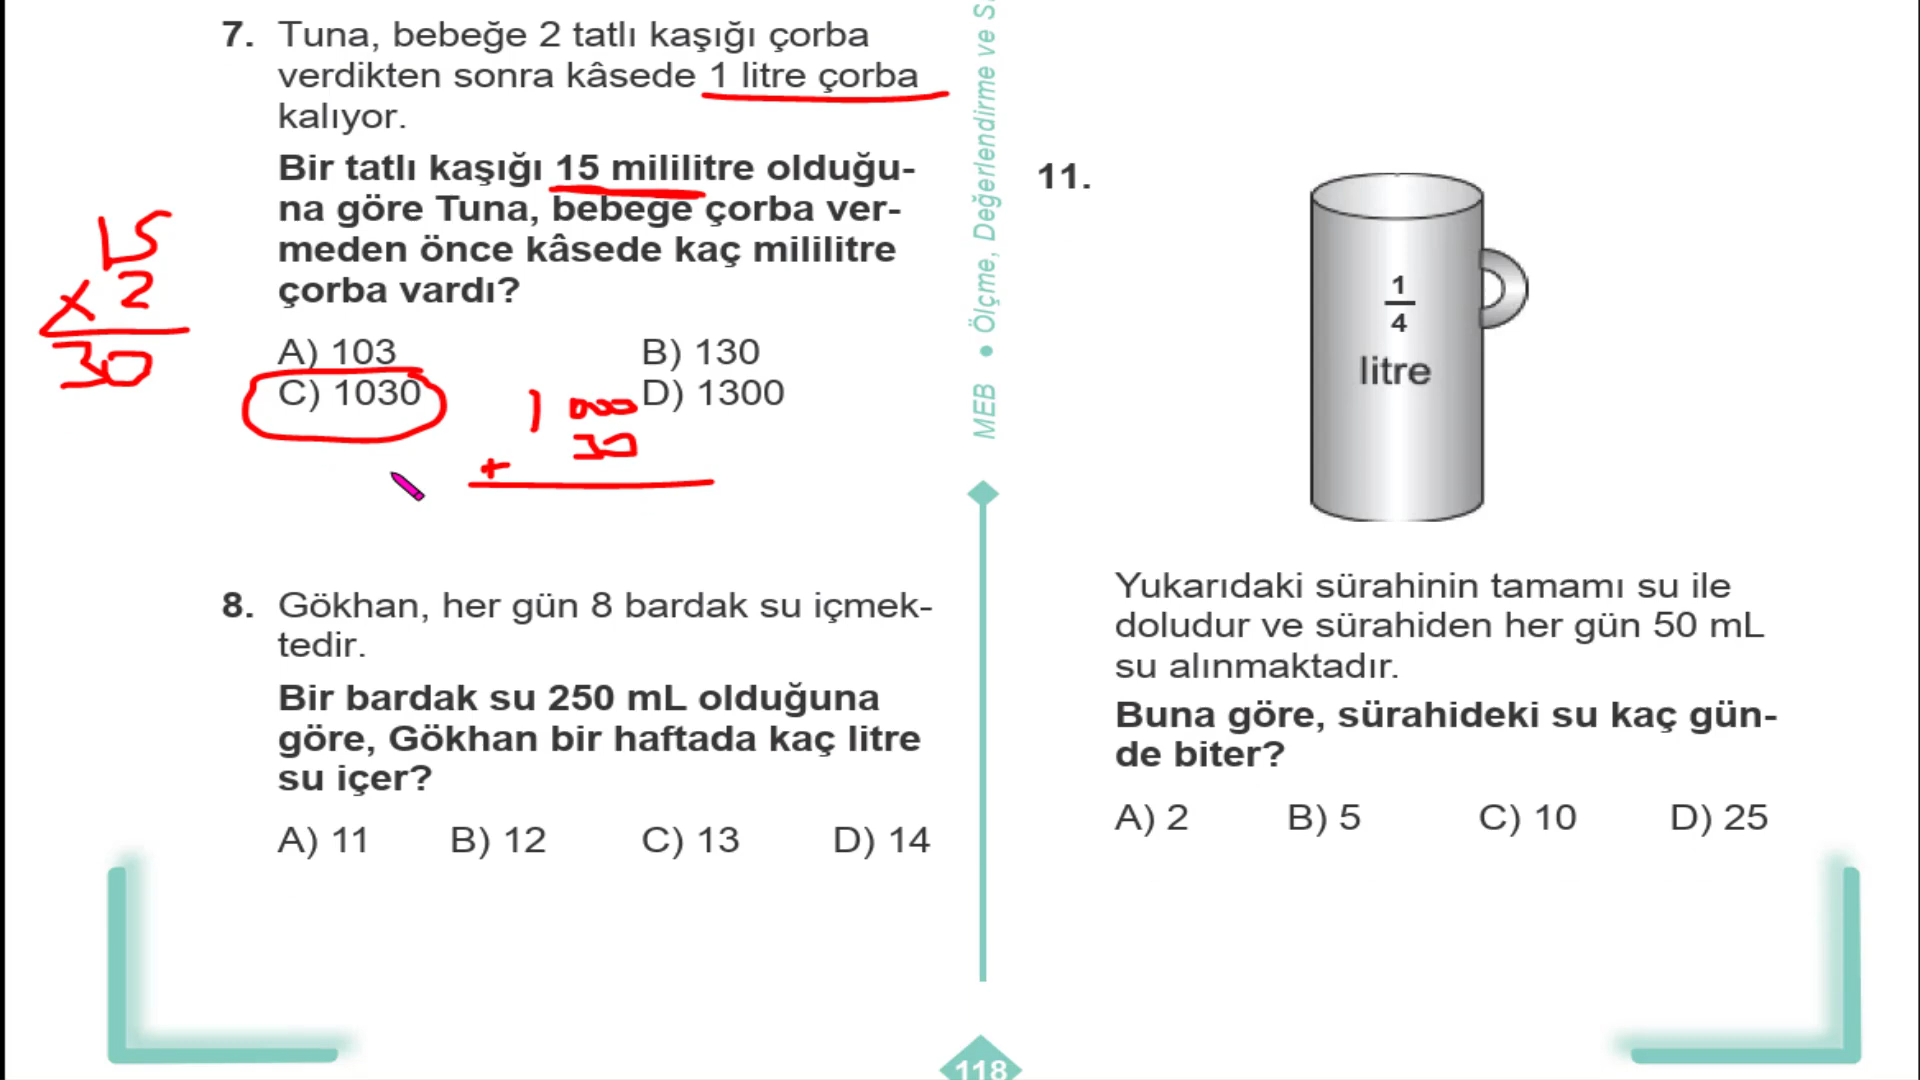 7. Tuna, bebeğe 2 tatlı kaşığı çorba
verdikten sonra kâsede 1 litre çorba
kalıyor.
Bir tatlı kaşığı 15 mililitre olduğu-
na göre Tuna, bebeğe çorba ver-
meden önce kâsede kaç mililitre
çorba vardı?
A) 103 B) 130
C) 1030 D) 1300
15
x 2
30
1 000
30
+
8. Gökhan, her gün 8 bardak su içmek-
tedir.
Bir bardak su 250 mL olduğuna
göre, Gökhan bir haftada kaç litre
su içer?
A) 11 B) 12 C) 13 D) 14
MEB • Ölçme, Değerlendirme ve
11.
1
4
litre
Yukarıdaki sürahinin tamamı su ile
doludur ve sürahiden her gün 50 mL
su alınmaktadır.
Buna göre, sürahideki su kaç gün-
de biter?
A) 2 B) 5 C) 10 D) 25
118